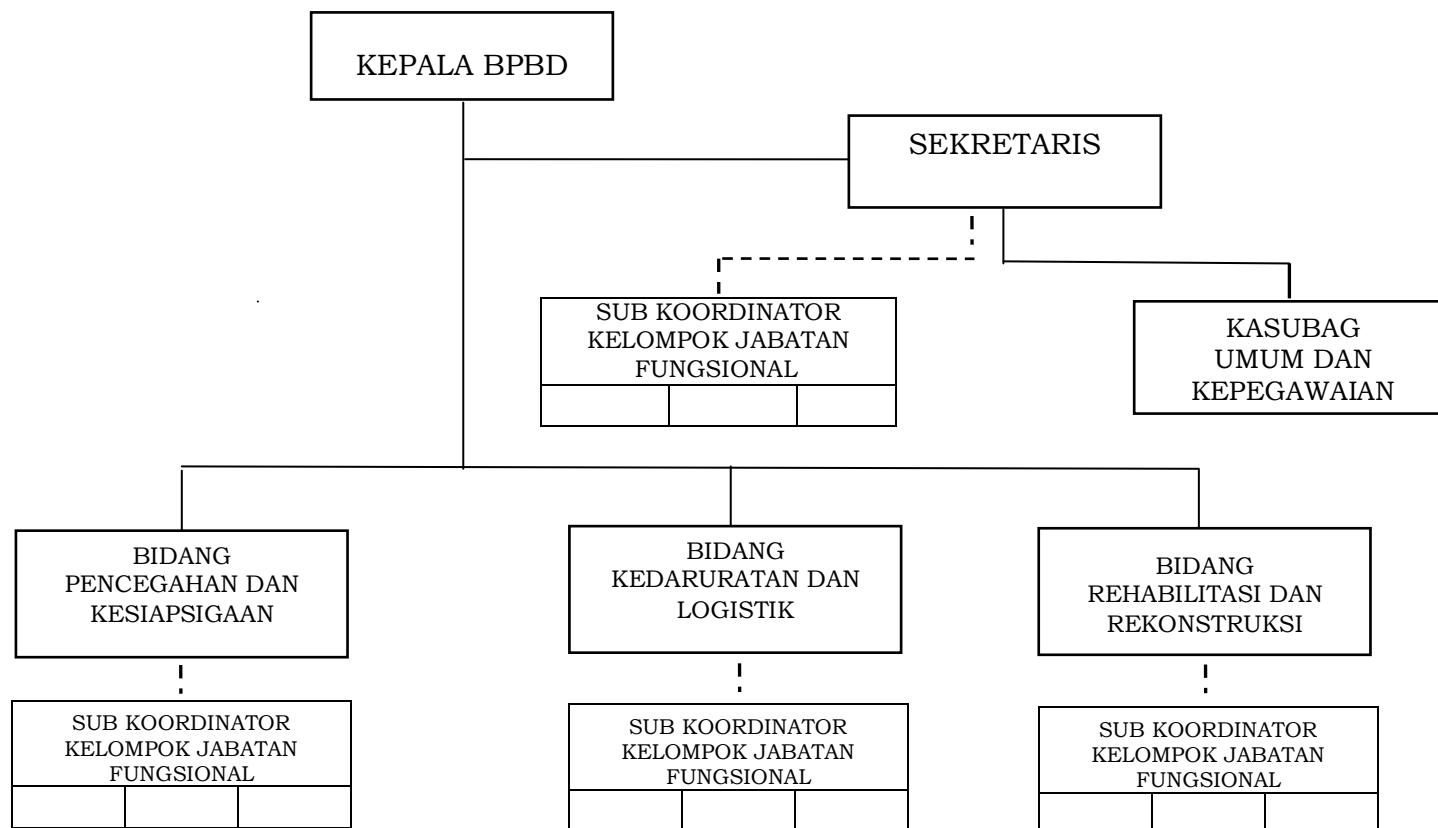 KEPALA BPBD
SEKRETARIS
SUB KOORDINATOR
KELOMPOK JABATAN
FUNGSIONAL
KASUBAG
UMUM DAN
KEPEGAWAIAN
BIDANG
PENCEGAHAN DAN
KESIAPSIGAAN
BIDANG
KEDARURATAN DAN
LOGISTIK
BIDANG
REHABILITASI DAN
REKONSTRUKSI
SUB KOORDINATOR
KELOMPOK JABATAN
FUNGSIONAL
SUB KOORDINATOR
KELOMPOK JABATAN
FUNGSIONAL
SUB KOORDINATOR
KELOMPOK JABATAN
FUNGSIONAL